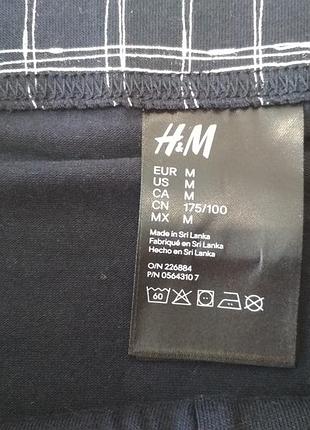 H&M
EUR M
US M
CA M
CN 175/100
MX M
Made in Sri Lanka
Fabriqué en Sri Lanka
Hecho en Sri Lanka
O/N 226884
P/N 0564310 7
60